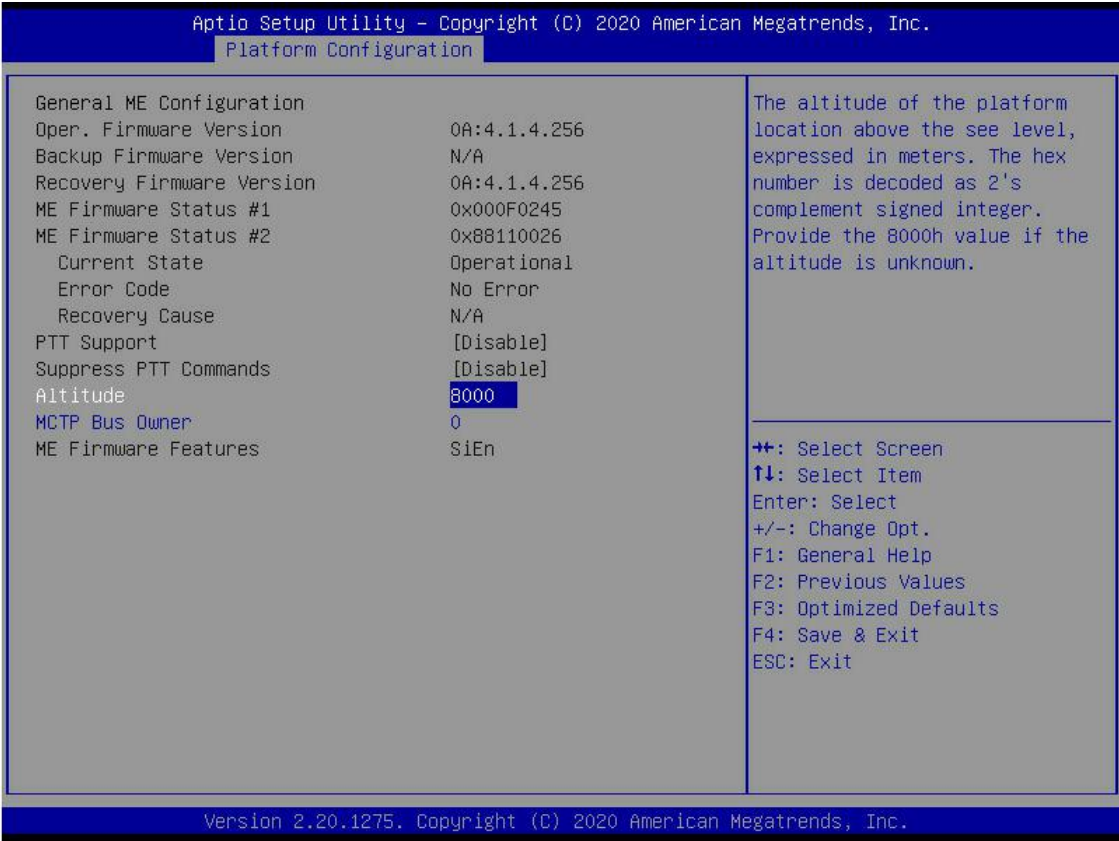 Aptio Setup Utility – Copyright (C) 2020 American Megatrends, Inc.
Platform Configuration
General ME Configuration
Oper. Firmware Version 0A:4.1.4.256
Backup Firmware Version N/A
Recovery Firmware Version 0A:4.1.4.256
ME Firmware Status #1 0x000F0245
ME Firmware Status #2 0x88110026
Current State Operational
Error Code No Error
Recovery Cause N/A
PTT Support [Disable]
Suppress PTT Commands [Disable]
Altitude 8000
MCTP Bus Owner 0
ME Firmware Features SiEn
The altitude of the platform
location above the see level,
expressed in meters. The hex
number is decoded as 2's
complement signed integer.
Provide the 8000h value if the
altitude is unknown.
→←: Select Screen
↑↓: Select Item
Enter: Select
+/-: Change Opt.
F1: General Help
F2: Previous Values
F3: Optimized Defaults
F4: Save & Exit
ESC: Exit
Version 2.20.1275. Copyright (C) 2020 American Megatrends, Inc.